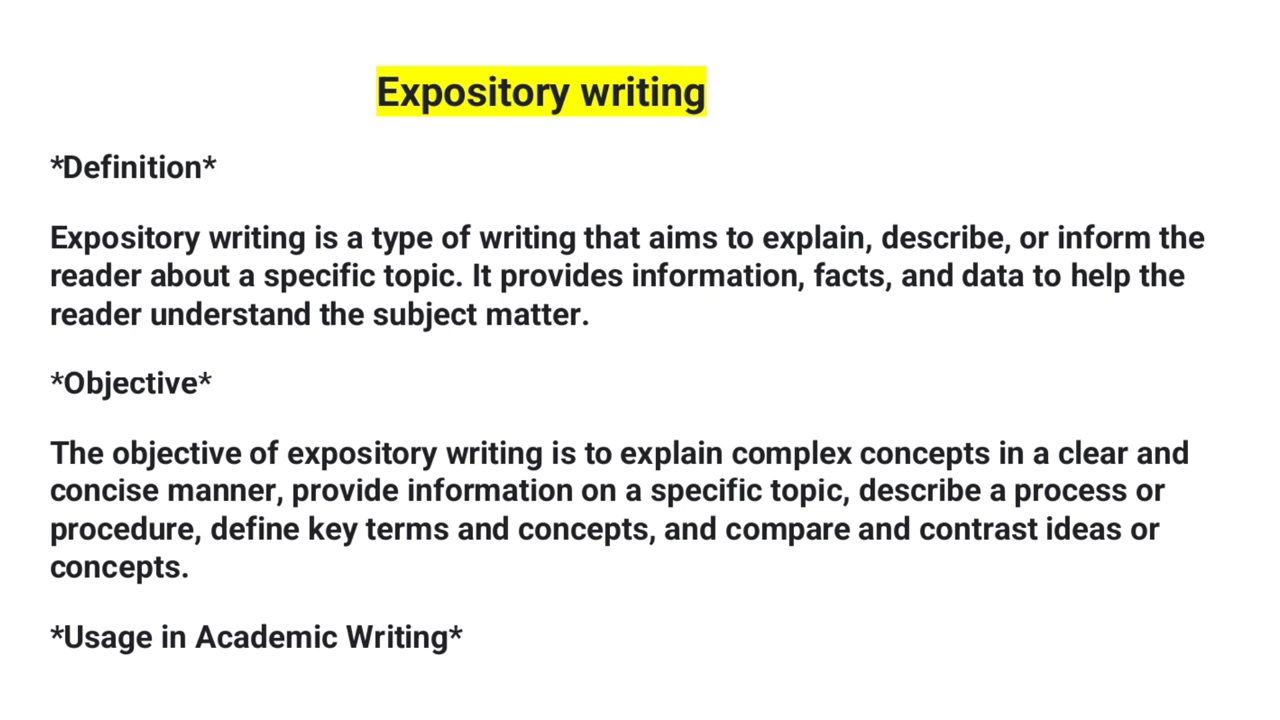 Expository writing
*Definition*
Expository writing is a type of writing that aims to explain, describe, or inform the
reader about a specific topic. It provides information, facts, and data to help the
reader understand the subject matter.
*Objective*
The objective of expository writing is to explain complex concepts in a clear and
concise manner, provide information on a specific topic, describe a process or
procedure, define key terms and concepts, and compare and contrast ideas or
concepts.
*Usage in Academic Writing*